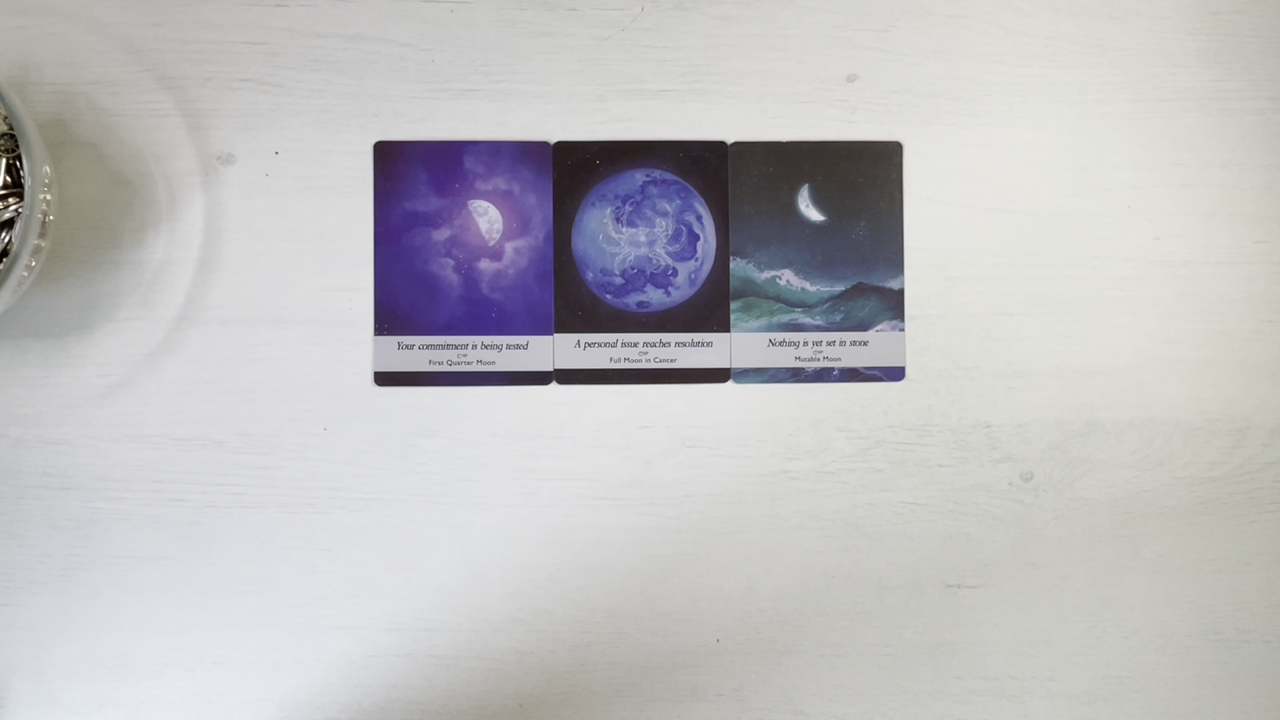 Your commitment is being tested
First Quarter Moon
A personal issue reaches resolution
Full Moon in Cancer
Nothing is yet set in stone
Mutable Moon